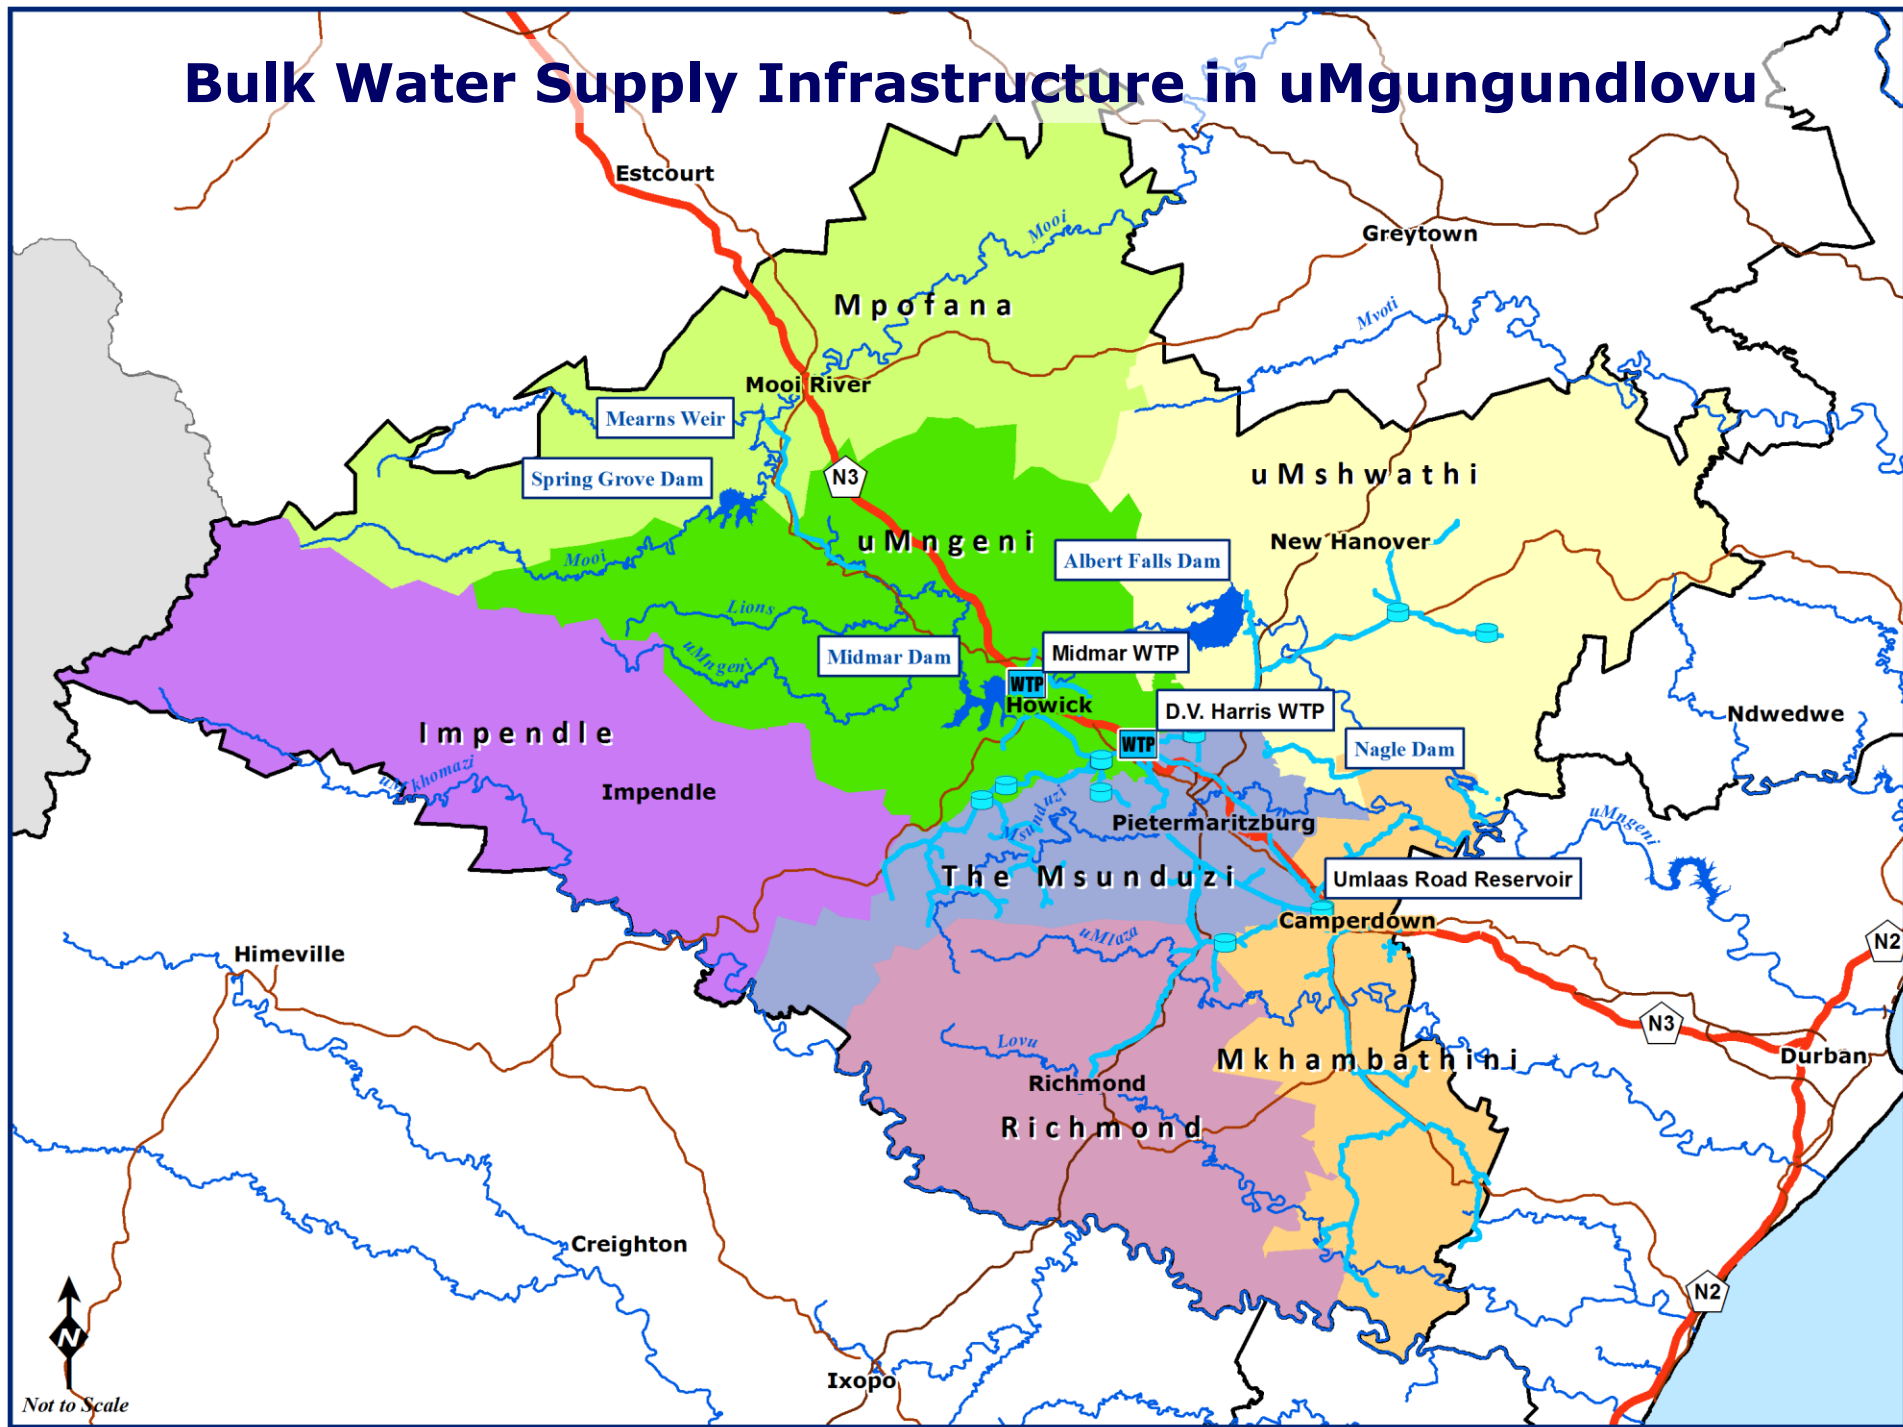 Bulk Water Supply Infrastructure in uMgungundlovu
Estcourt
Mooi
Greytown
Mpofana
Mvoti
Mooi River
Mearns Weir
Spring Grove Dam
N3
uMshwathi
uMngeni
New Hanover
Mooi
Albert Falls Dam
Lions
uMngeni
Midmar Dam
Midmar WTP
WTP
Howick
D.V. Harris WTP
WTP
Nagle Dam
Ndwedwe
Impendle
uMkhomazi
Impendle
Msunduzi
Pietermaritzburg
uMngeni
The Msunduzi
Umlaas Road Reservoir
Camperdown
uMlaza
Himeville
N2
N3
Lovu
Durban
Mkhambathini
Richmond
Richmond
Creighton
N2
N
Ixopo
Not to Scale